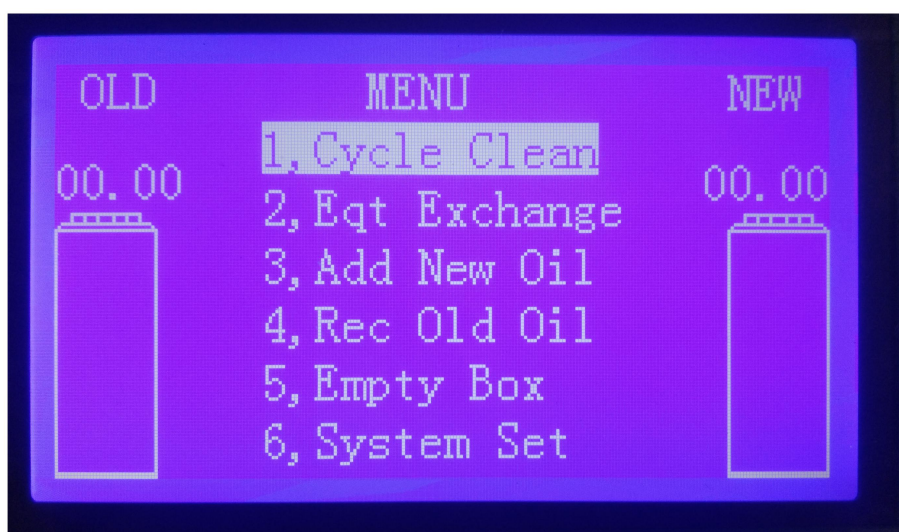 OLD MENU NEW
1,Cycle Clean
00.00 00.00
2,Eqt Exchange
3,Add New Oil
4,Rec Old Oil
5,Empty Box
6,System Set